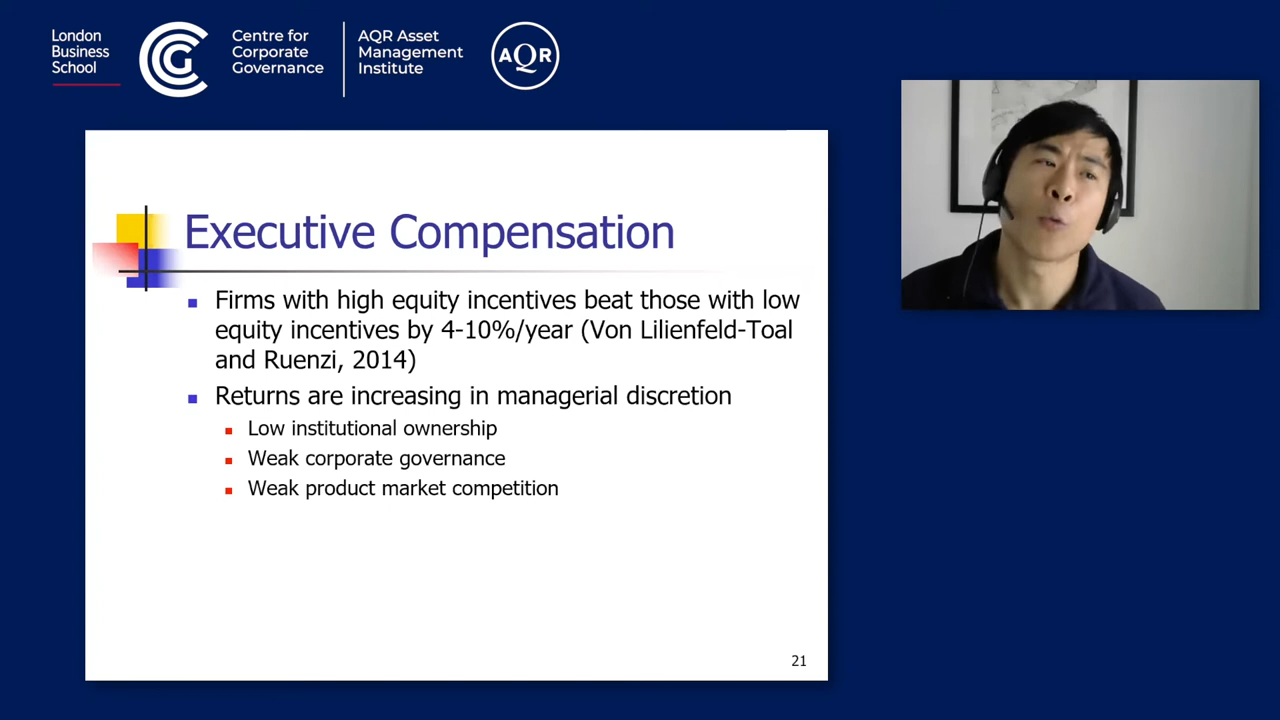 London
Business
School
Centre for
Corporate
Governance
AQR Asset
Management
Institute
AQR
Executive Compensation
Firms with high equity incentives beat those with low
equity incentives by 4-10%/year (Von Lilienfeld-Toal
and Ruenzi, 2014)
Returns are increasing in managerial discretion
Low institutional ownership
Weak corporate governance
Weak product market competition
21